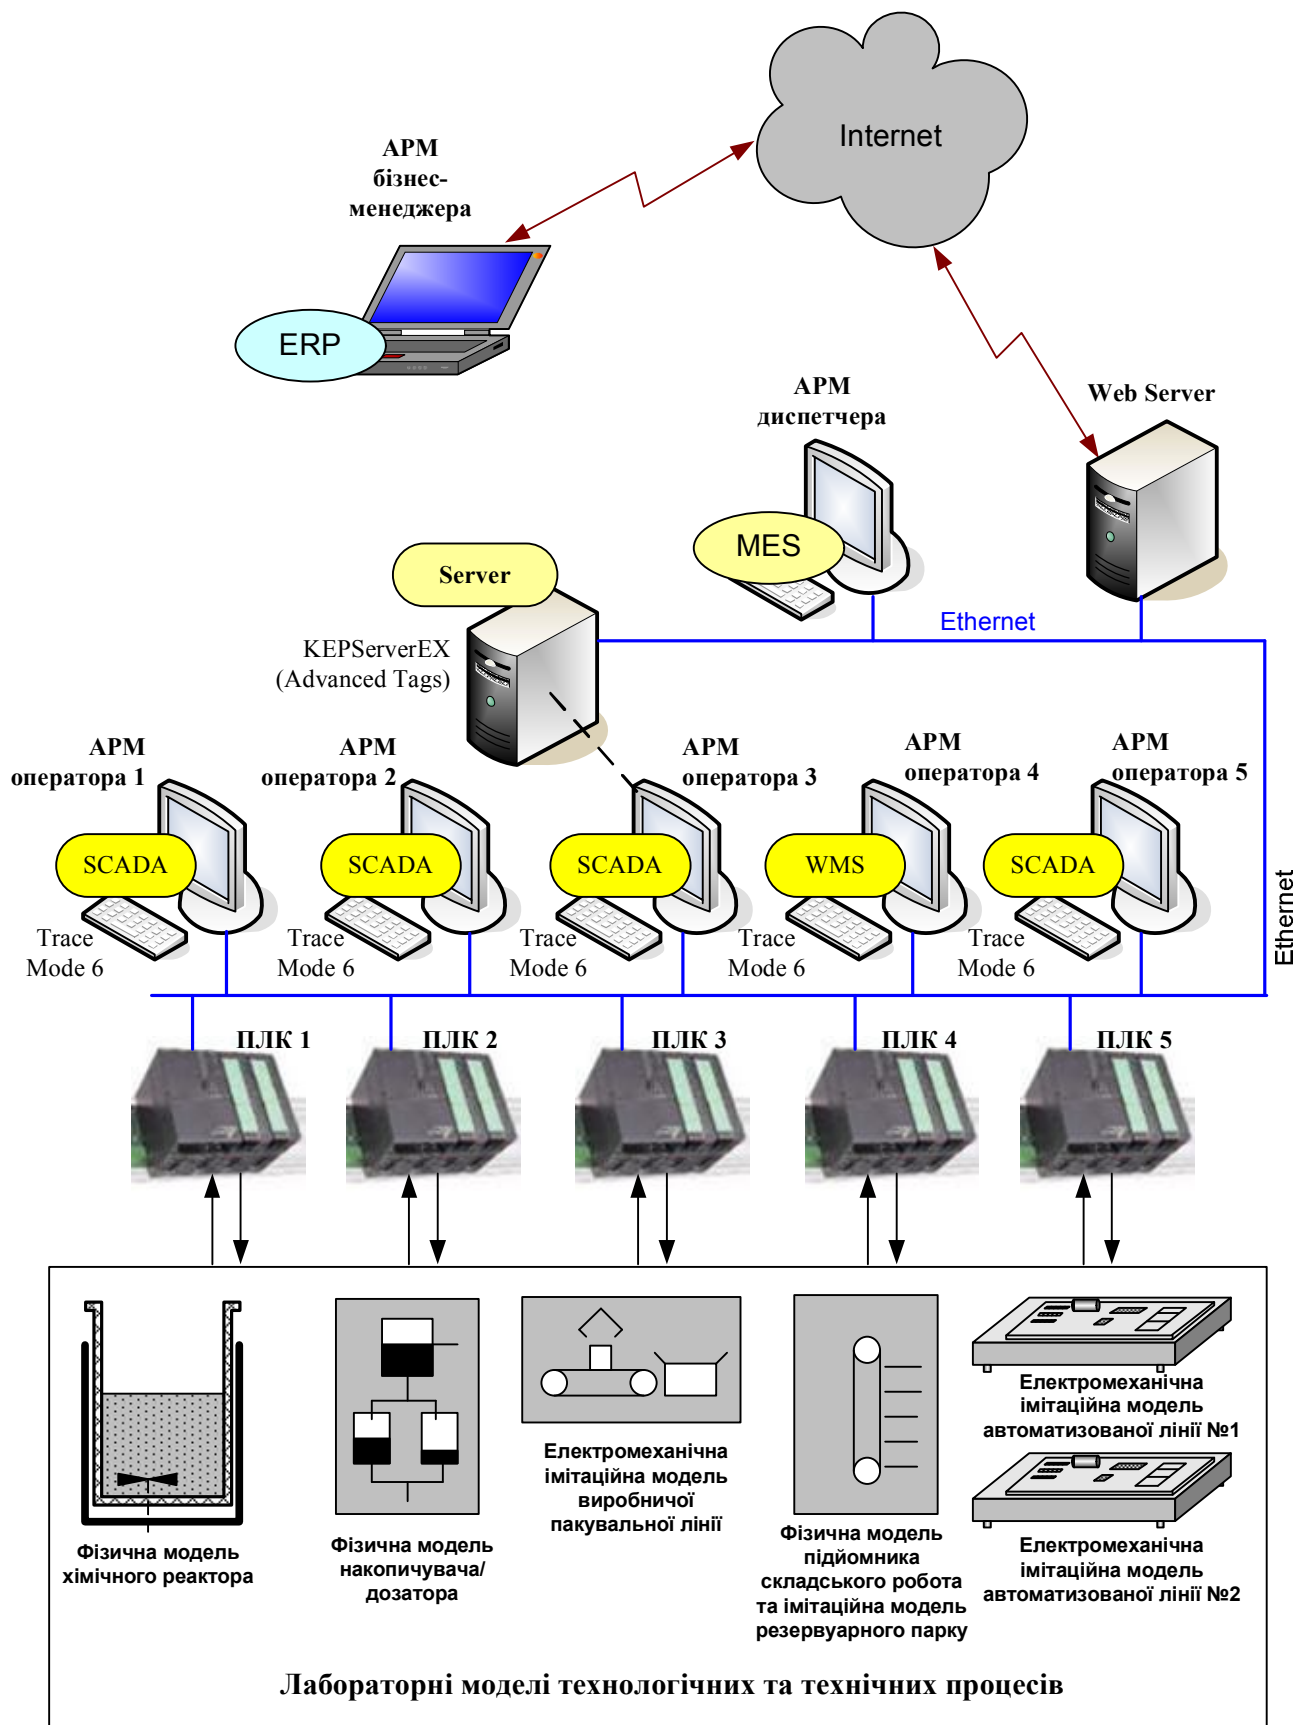 Internet
АРМ
бізнес-
менеджера
ERP
АРМ
диспетчера
Web Server
MES
Server
Ethernet
KEPServerEX
(Advanced Tags)
АРМ
оператора 1
АРМ
оператора 2
АРМ
оператора 3
АРМ
оператора 4
АРМ
оператора 5
SCADA
SCADA
SCADA
WMS
SCADA
Ethernet
Trace
Mode 6
Trace
Mode 6
Trace
Mode 6
Trace
Mode 6
Trace
Mode 6
ПЛК 1
ПЛК 2
ПЛК 3
ПЛК 4
ПЛК 5
Фізична модель
хімічного реактора
Фізична модель
накопичувача/
дозатора
Електромеханічна
імітаційна модель
виробничої
пакувальної лінії
Фізична модель
підйомника
складського робота
та імітаційна модель
резервуарного парку
Електромеханічна
імітаційна модель
автоматизованої лінії №1
Електромеханічна
імітаційна модель
автоматизованої лінії №2
Лабораторні моделі технологічних та технічних процесів